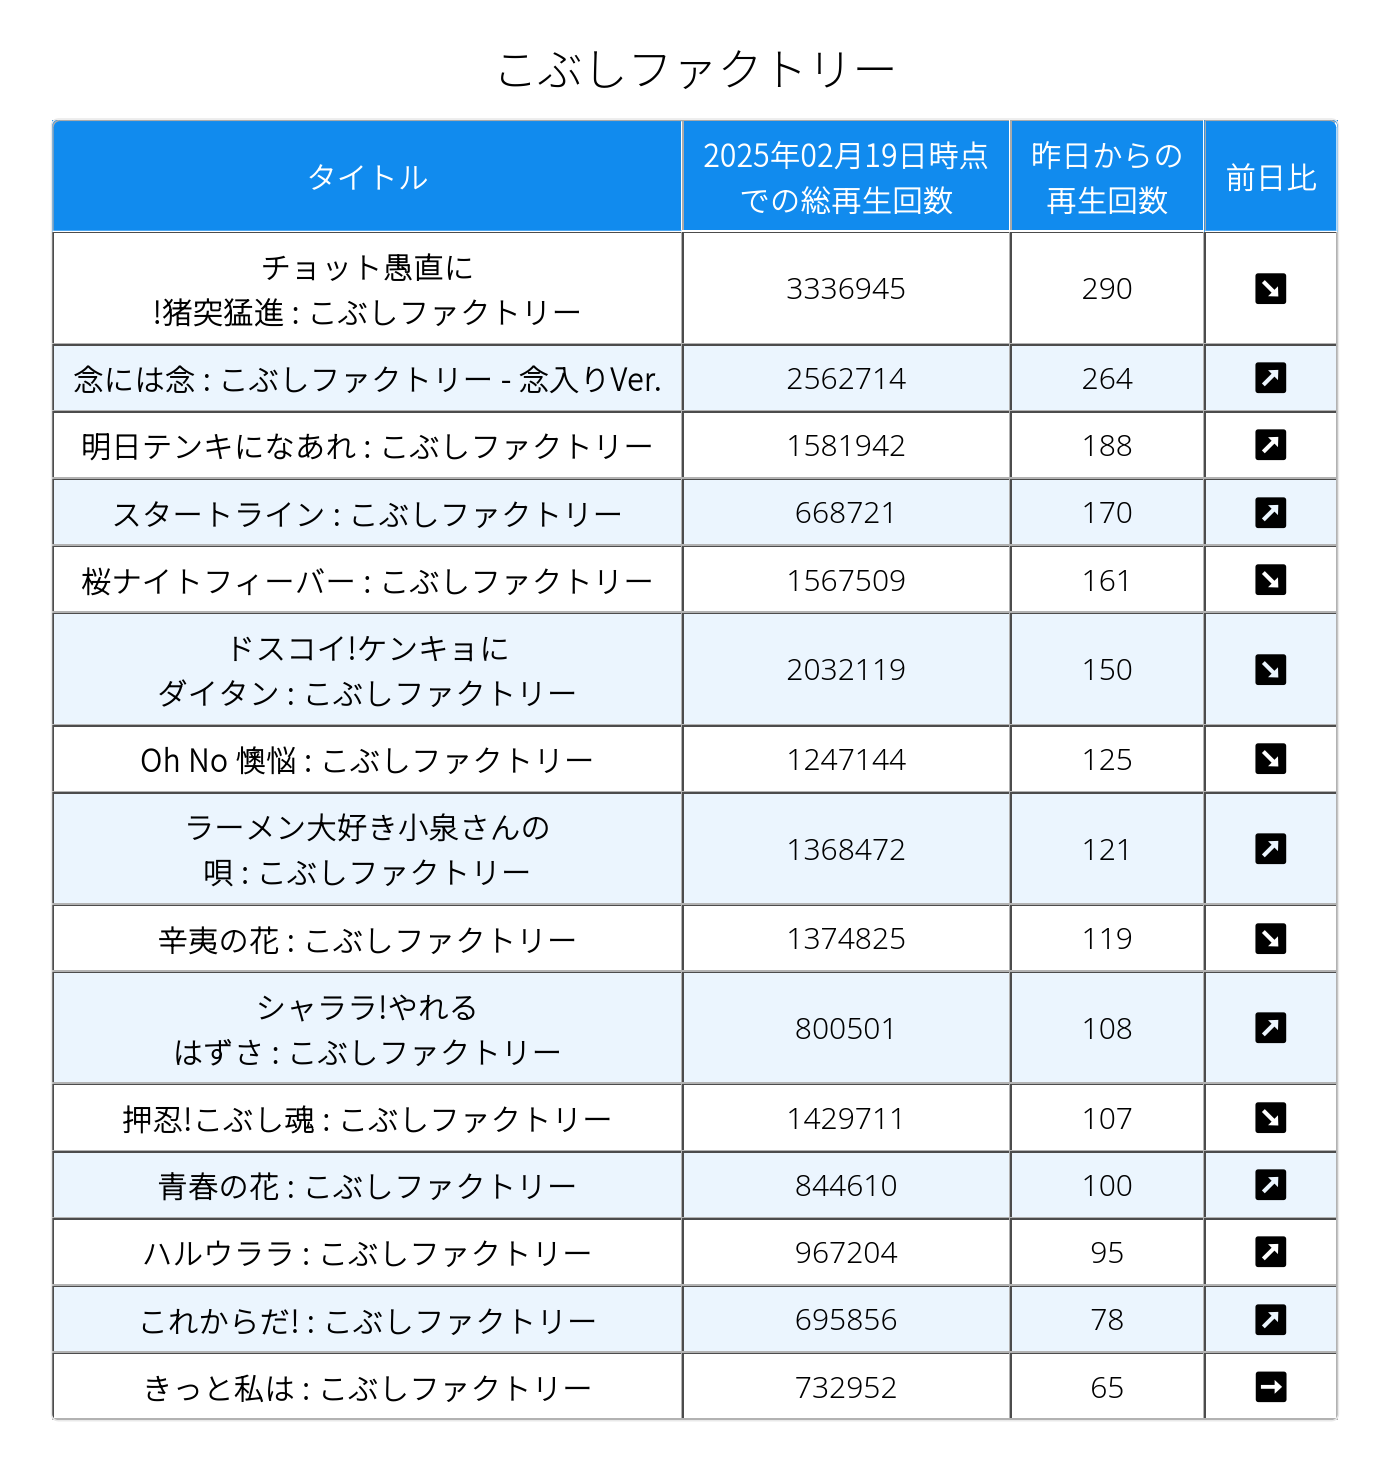 こぶしファクトリー
タイトル
2025年02月19日時点
での総再生回数
昨日からの
再生回数
前日比
チョット愚直に
!猪突猛進 : こぶしファクトリー
3336945
290
↘
念には念 : こぶしファクトリー - 念入りVer.
2562714
264
↗
明日テンキになあれ : こぶしファクトリー
1581942
188
↗
スタートライン : こぶしファクトリー
668721
170
↗
桜ナイトフィーバー : こぶしファクトリー
1567509
161
↘
ドスコイ!ケンキョに
ダイタン : こぶしファクトリー
2032119
150
↘
Oh No 懊悩 : こぶしファクトリー
1247144
125
↘
ラーメン大好き小泉さんの
唄 : こぶしファクトリー
1368472
121
↗
辛夷の花 : こぶしファクトリー
1374825
119
↘
シャララ!やれる
はずさ : こぶしファクトリー
800501
108
↗
押忍!こぶし魂 : こぶしファクトリー
1429711
107
↘
青春の花 : こぶしファクトリー
844610
100
↗
ハルウララ : こぶしファクトリー
967204
95
↗
これからだ! : こぶしファクトリー
695856
78
↗
きっと私は : こぶしファクトリー
732952
65
→